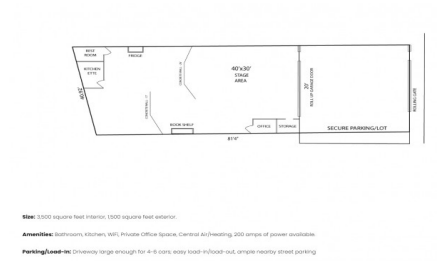 REST
ROOM
FRIDGE
KITCHEN
ETTE
40'x30'
STAGE
AREA
20'
ROLL UP GARAGE DOOR
BOOK SHELF
OFFICE
STORAGE
SECURE PARKING/LOT
81'4"
Size: 3,500 square feet interior, 1,500 square feet exterior.
Amenities: Bathroom, Kitchen, WiFi, Private Office Space, Central Air/Heating, 200 amps of power available.
Parking/Load-in: Driveway large enough for 4-6 cars, easy load-in/load-out, ample nearby street parking